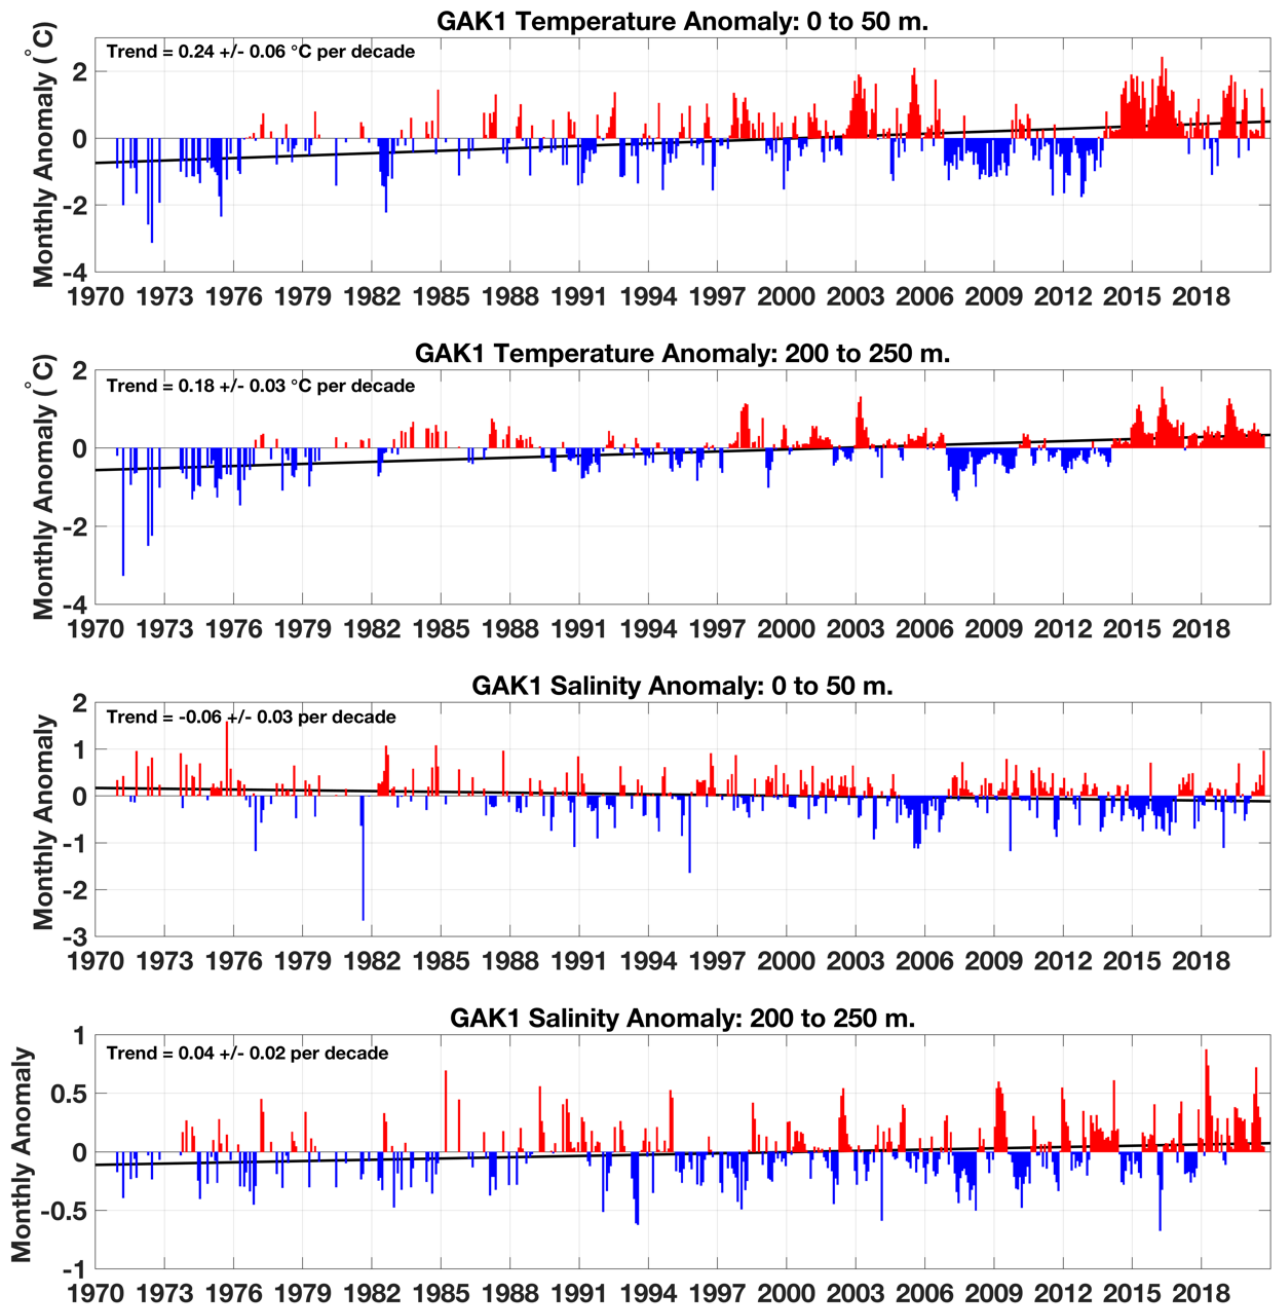 GAK1 Temperature Anomaly: 0 to 50 m.
Monthly Anomaly (°C)
Trend = 0.24 +/- 0.06 °C per decade
2
0
-2
-4
1970 1973 1976 1979 1982 1985 1988 1991 1994 1997 2000 2003 2006 2009 2012 2015 2018
GAK1 Temperature Anomaly: 200 to 250 m.
Monthly Anomaly (°C)
Trend = 0.18 +/- 0.03 °C per decade
2
0
-2
-4
1970 1973 1976 1979 1982 1985 1988 1991 1994 1997 2000 2003 2006 2009 2012 2015 2018
GAK1 Salinity Anomaly: 0 to 50 m.
Monthly Anomaly
Trend = -0.06 +/- 0.03 per decade
2
1
0
-1
-2
-3
1970 1973 1976 1979 1982 1985 1988 1991 1994 1997 2000 2003 2006 2009 2012 2015 2018
GAK1 Salinity Anomaly: 200 to 250 m.
Monthly Anomaly
Trend = 0.04 +/- 0.02 per decade
1
0.5
0
-0.5
-1
1970 1973 1976 1979 1982 1985 1988 1991 1994 1997 2000 2003 2006 2009 2012 2015 2018